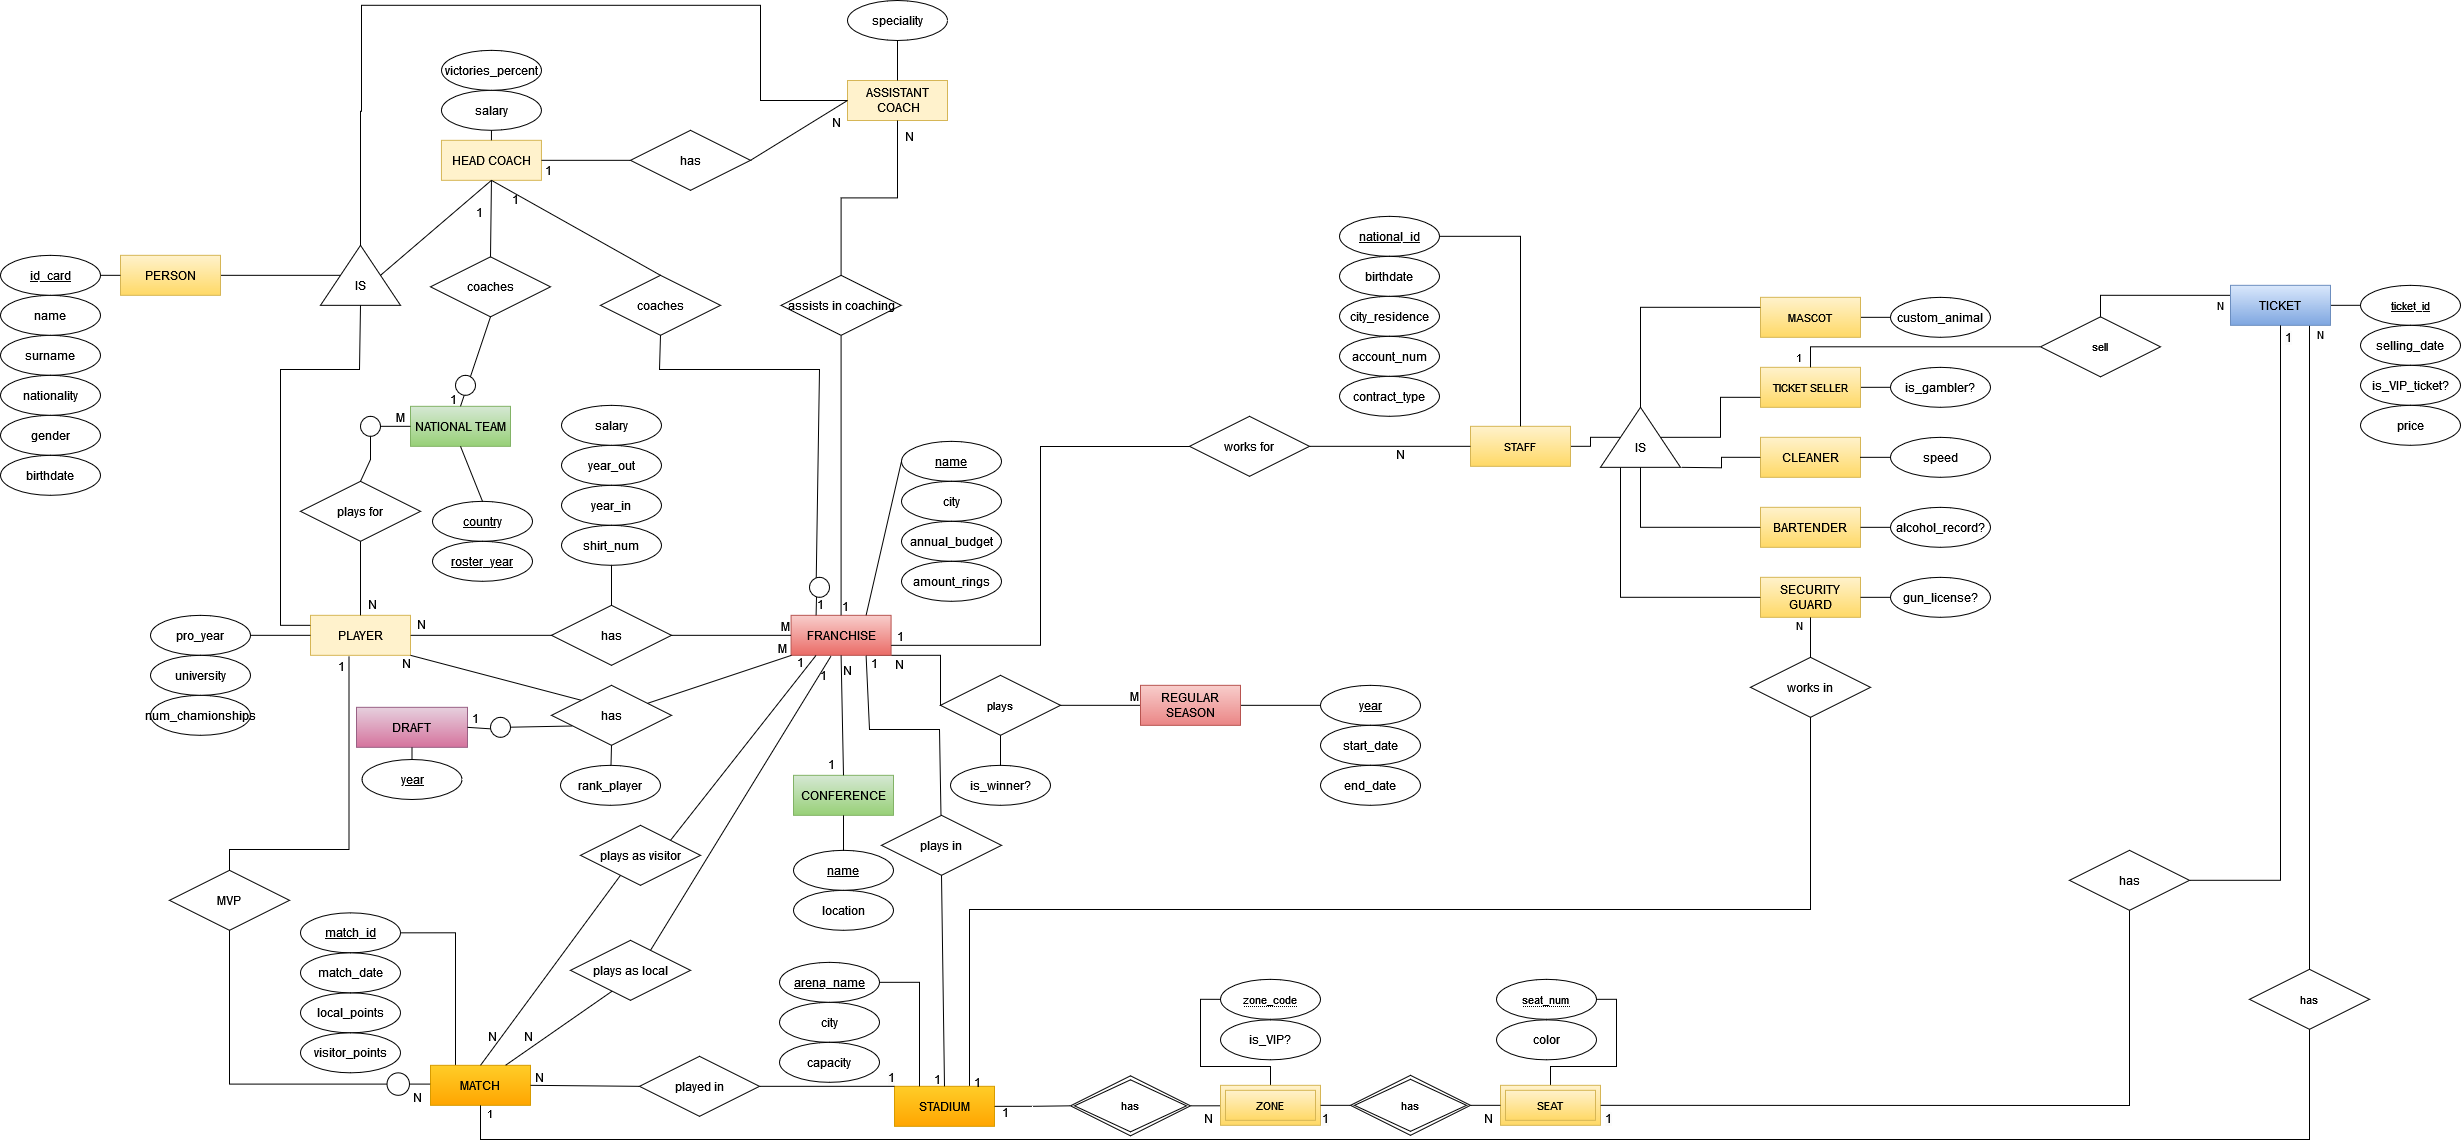 speciality
ASSISTANT
COACH
N
N
victories_percent
salary
HEAD COACH
1
has
1
1
id_card
name
surname
nationality
gender
birthdate
PERSON
IS
coaches
coaches
assists in coaching
1
M
NATIONAL TEAM
country
roster_year
plays for
N
salary
year_out
year_in
shirt_num
has
name
city
annual_budget
amount_rings
1
1
national_id
birthdate
city_residence
account_num
contract_type
works for
N
STAFF
IS
MASCOT
custom_animal
1
TICKET SELLER
is_gambler?
CLEANER
speed
BARTENDER
alcohol_record?
SECURITY
GUARD
gun_license?
N
works in
sell
N
TICKET
1
N
ticket_id
selling_date
is_VIP_ticket?
price
pro_year
university
num_chamionships
PLAYER
N
N
1
M
M
FRANCHISE
1
1
1
N
1
N
has
rank_player
DRAFT
1
year
plays
is_winner?
M
REGULAR
SEASON
year
start_date
end_date
1
CONFERENCE
name
location
plays in
plays as visitor
plays as local
MVP
match_id
match_date
local_points
visitor_points
N
N
N
MATCH
N
1
played in
arena_name
city
capacity
1
1
1
STADIUM
1
has
zone_code
is_VIP?
N
ZONE
1
has
seat_num
color
N
SEAT
1
has
has